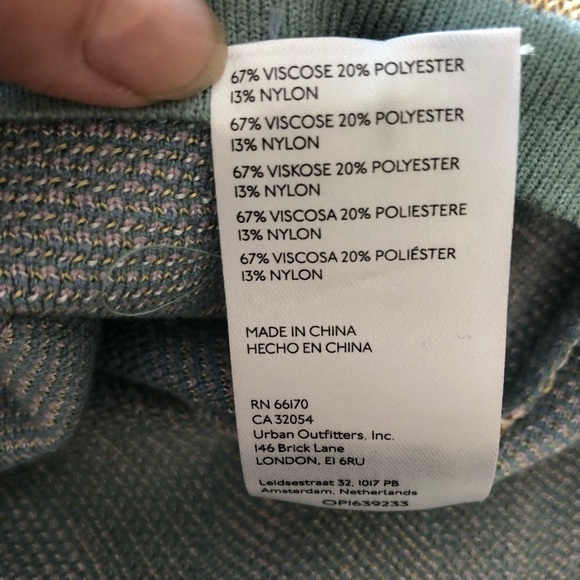 67% VISCOSE 20% POLYESTER
13% NYLON
67% VISCOSE 20% POLYESTER
13% NYLON
67% VISKOSE 20% POLYESTER
13% NYLON
67% VISCOSA 20% POLIESTERE
13% NYLON
67% VISCOSA 20% POLIÉSTER
13% NYLON
MADE IN CHINA
HECHO EN CHINA
RN 66170
CA 32054
Urban Outfitters, Inc.
146 Brick Lane
LONDON, E1 6RU
Leidsestraat 32, 1017 PB
Amsterdam, Netherlands
OP1639233